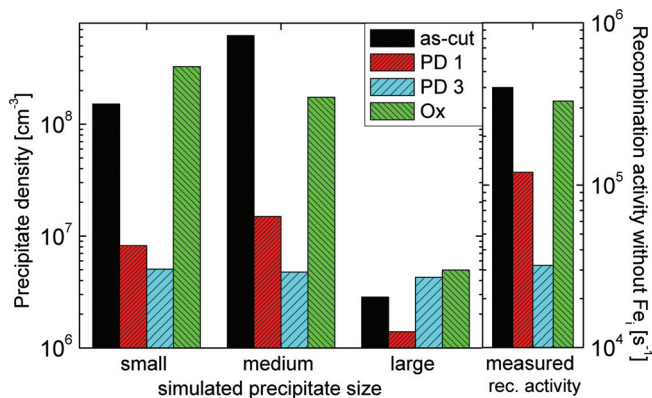 Precipitate density [cm⁻³]
10⁸
10⁷
10⁶
as-cut
PD 1
PD 3
Ox
10⁶
10⁵
10⁴
Recombination activity without Feᵢ [s⁻¹]
small medium large measured
simulated precipitate size rec. activity